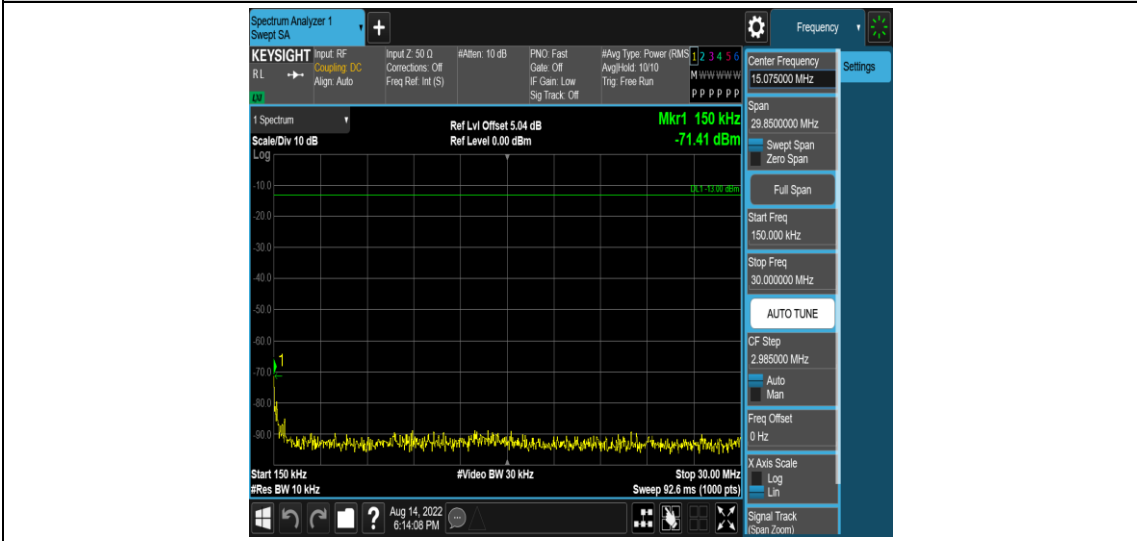 Spectrum Analyzer 1
Swept SA
Frequency
KEYSIGHT
RL
Input: RF
Coupling: DC
Align: Auto
Input Z: 50 Ω
Corrections: Off
Freq Ref: Int (S)
#Atten: 10 dB
PNO: Fast
Gate: Off
IF Gain: Low
Sig Track: Off
#Avg Type: Power (RMS
Avg|Hold: 10/10
Trig: Free Run
1 2 3 4 5 6
M W W W W W
P P P P P P
1 Spectrum
Scale/Div 10 dB
Log
Ref Lvl Offset 5.04 dB
Ref Level 0.00 dBm
Mkr1 150 kHz
-71.41 dBm
DL1 -13.00 dBm
-10.0
-20.0
-30.0
-40.0
-50.0
-60.0
1
-70.0
-80.0
-90.0
Start 150 kHz
#Res BW 10 kHz
#Video BW 30 kHz
Stop 30.00 MHz
Sweep 92.6 ms (1000 pts)
Aug 14, 2022
6:14:08 PM
Center Frequency
15.075000 MHz
Settings
Span
29.8500000 MHz
Swept Span
Zero Span
Full Span
Start Freq
150.000 kHz
Stop Freq
30.000000 MHz
AUTO TUNE
CF Step
2.985000 MHz
Auto
Man
Freq Offset
0 Hz
X Axis Scale
Log
Lin
Signal Track
(Span Zoom)